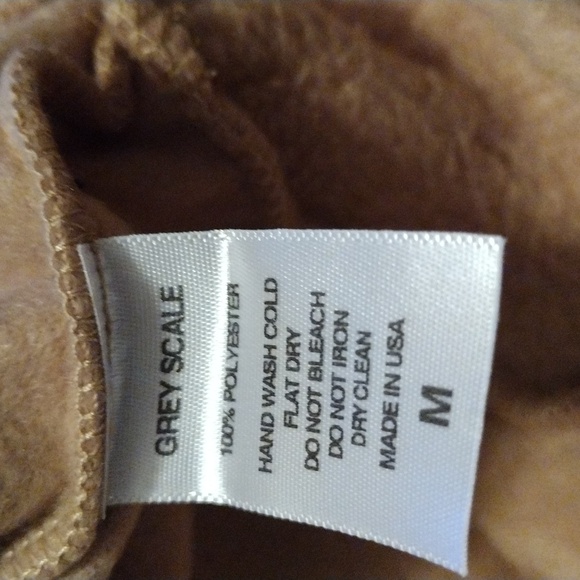 GREY SCALE
100% POLYESTER
HAND WASH COLD
FLAT DRY
DO NOT BLEACH
DO NOT IRON
DRY CLEAN
MADE IN USA
M